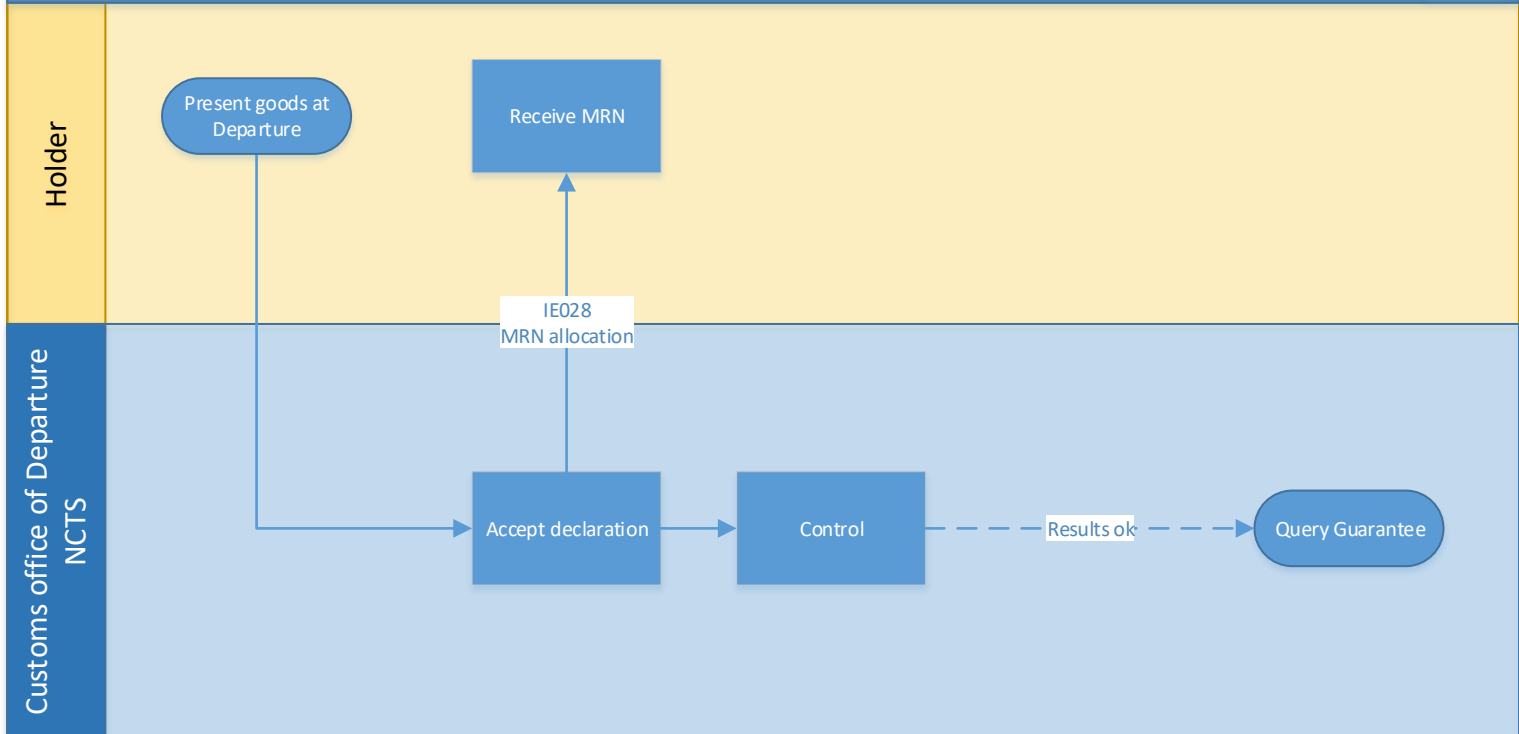 Holder
Present goods at
Departure
Receive MRN
IE028
MRN allocation
Customs office of Departure
NCTS
Accept declaration
Control
Results ok
Query Guarantee